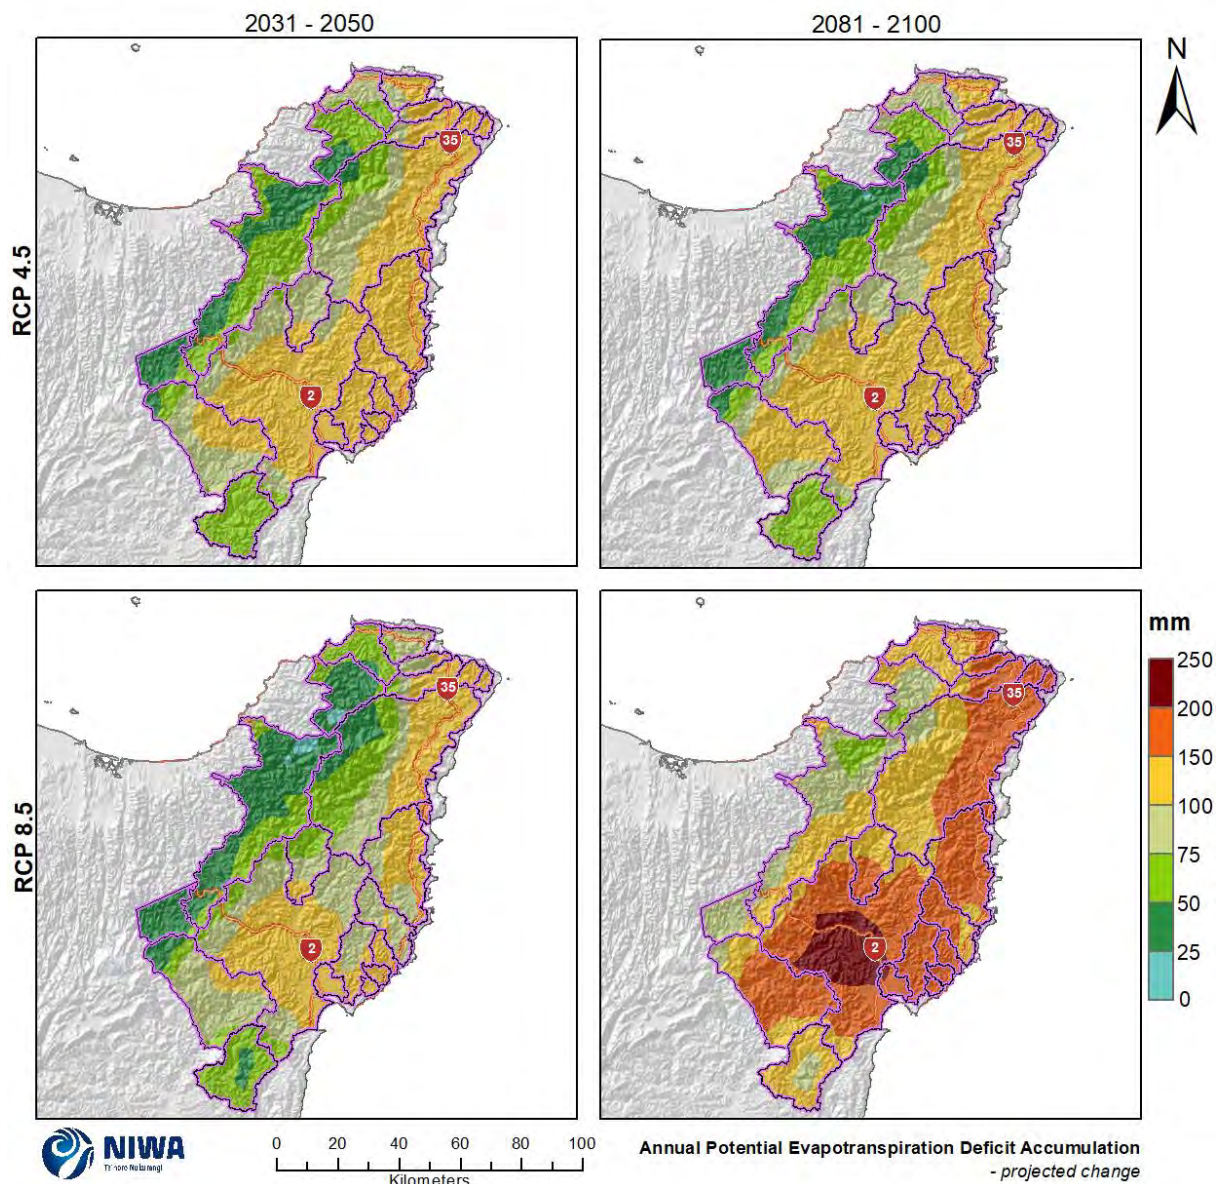 2031 - 2050
2081 - 2100
N
RCP 4.5
35
35
2
2
RCP 8.5
mm
250
200
150
100
75
50
25
0
35
35
2
2
NIWA
Taihoro Nukurangi
0 20 40 60 80 100
Kilometers
Annual Potential Evapotranspiration Deficit Accumulation
- projected change